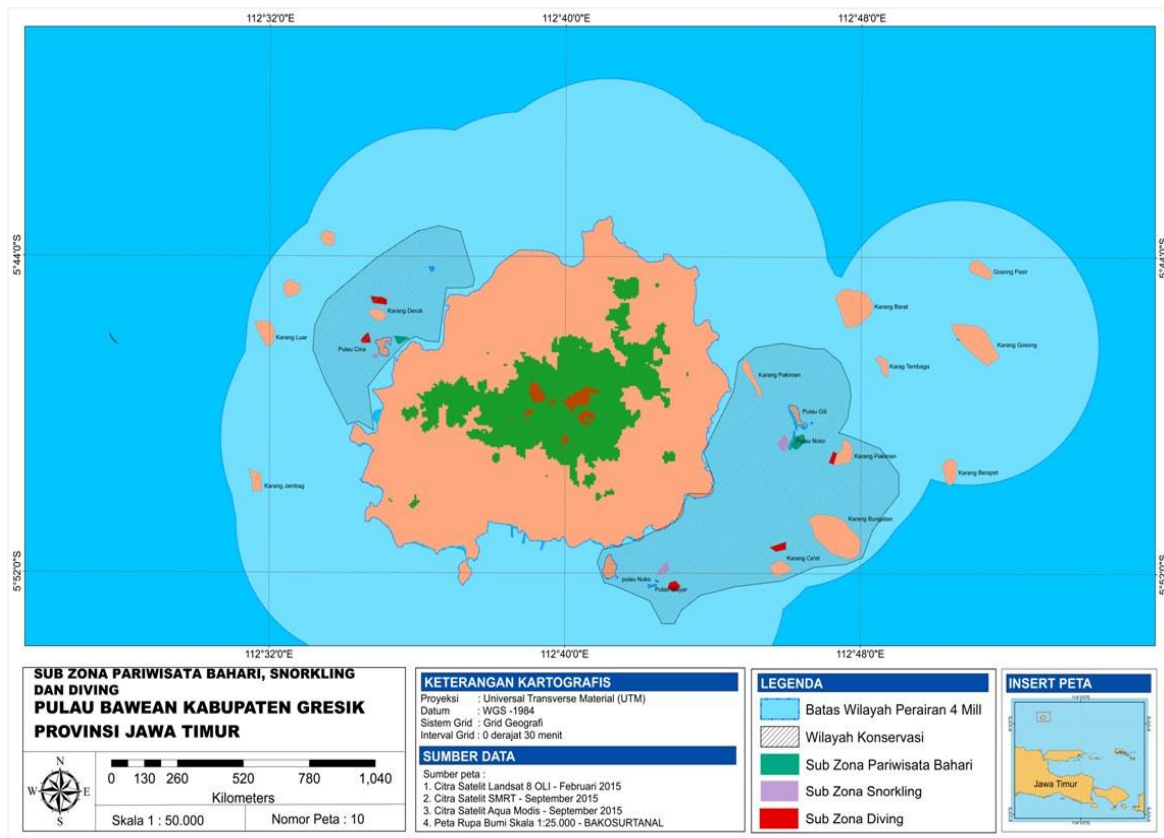 112°32'0"E 112°40'0"E 112°48'0"E
5°44'0"S
5°44'0"S
Gosong Pasir
Karang Barat
Karang Deruk
Karang Luar
Pulau Cina
Karang Gosong
Karag Tembaga
Karang Pakiman
Pulau Gili
Pulau Noko
Karang Pakiman
Karang Berapet
Karang Jambag
Karang Bungalan
Karang Ce'et
5°52'0"S
5°52'0"S
pulau Noko
112°32'0"E 112°40'0"E 112°48'0"E
SUB ZONA PARIWISATA BAHARI, SNORKLING
DAN DIVING
PULAU BAWEAN KABUPATEN GRESIK
PROVINSI JAWA TIMUR
N
W E
S
0 130 260 520 780 1,040
Kilometers
Skala 1 : 50.000 Nomor Peta : 10
KETERANGAN KARTOGRAFIS
Proyeksi : Universal Transverse Material (UTM)
Datum : WGS -1984
Sistem Grid : Grid Geografi
Interval Grid : 0 derajat 30 menit
SUMBER DATA
Sumber peta :
1. Citra Satelit Landsat 8 OLI - Februari 2015
2. Citra Satelit SMRT - September 2015
3. Citra Satelit Aqua Modis - September 2015
4. Peta Rupa Bumi Skala 1:25.000 - BAKOSURTANAL
LEGENDA
Batas Wilayah Perairan 4 Mill
Wilayah Konservasi
Sub Zona Pariwisata Bahari
Sub Zona Snorkling
Sub Zona Diving
INSERT PETA
Jawa Timur